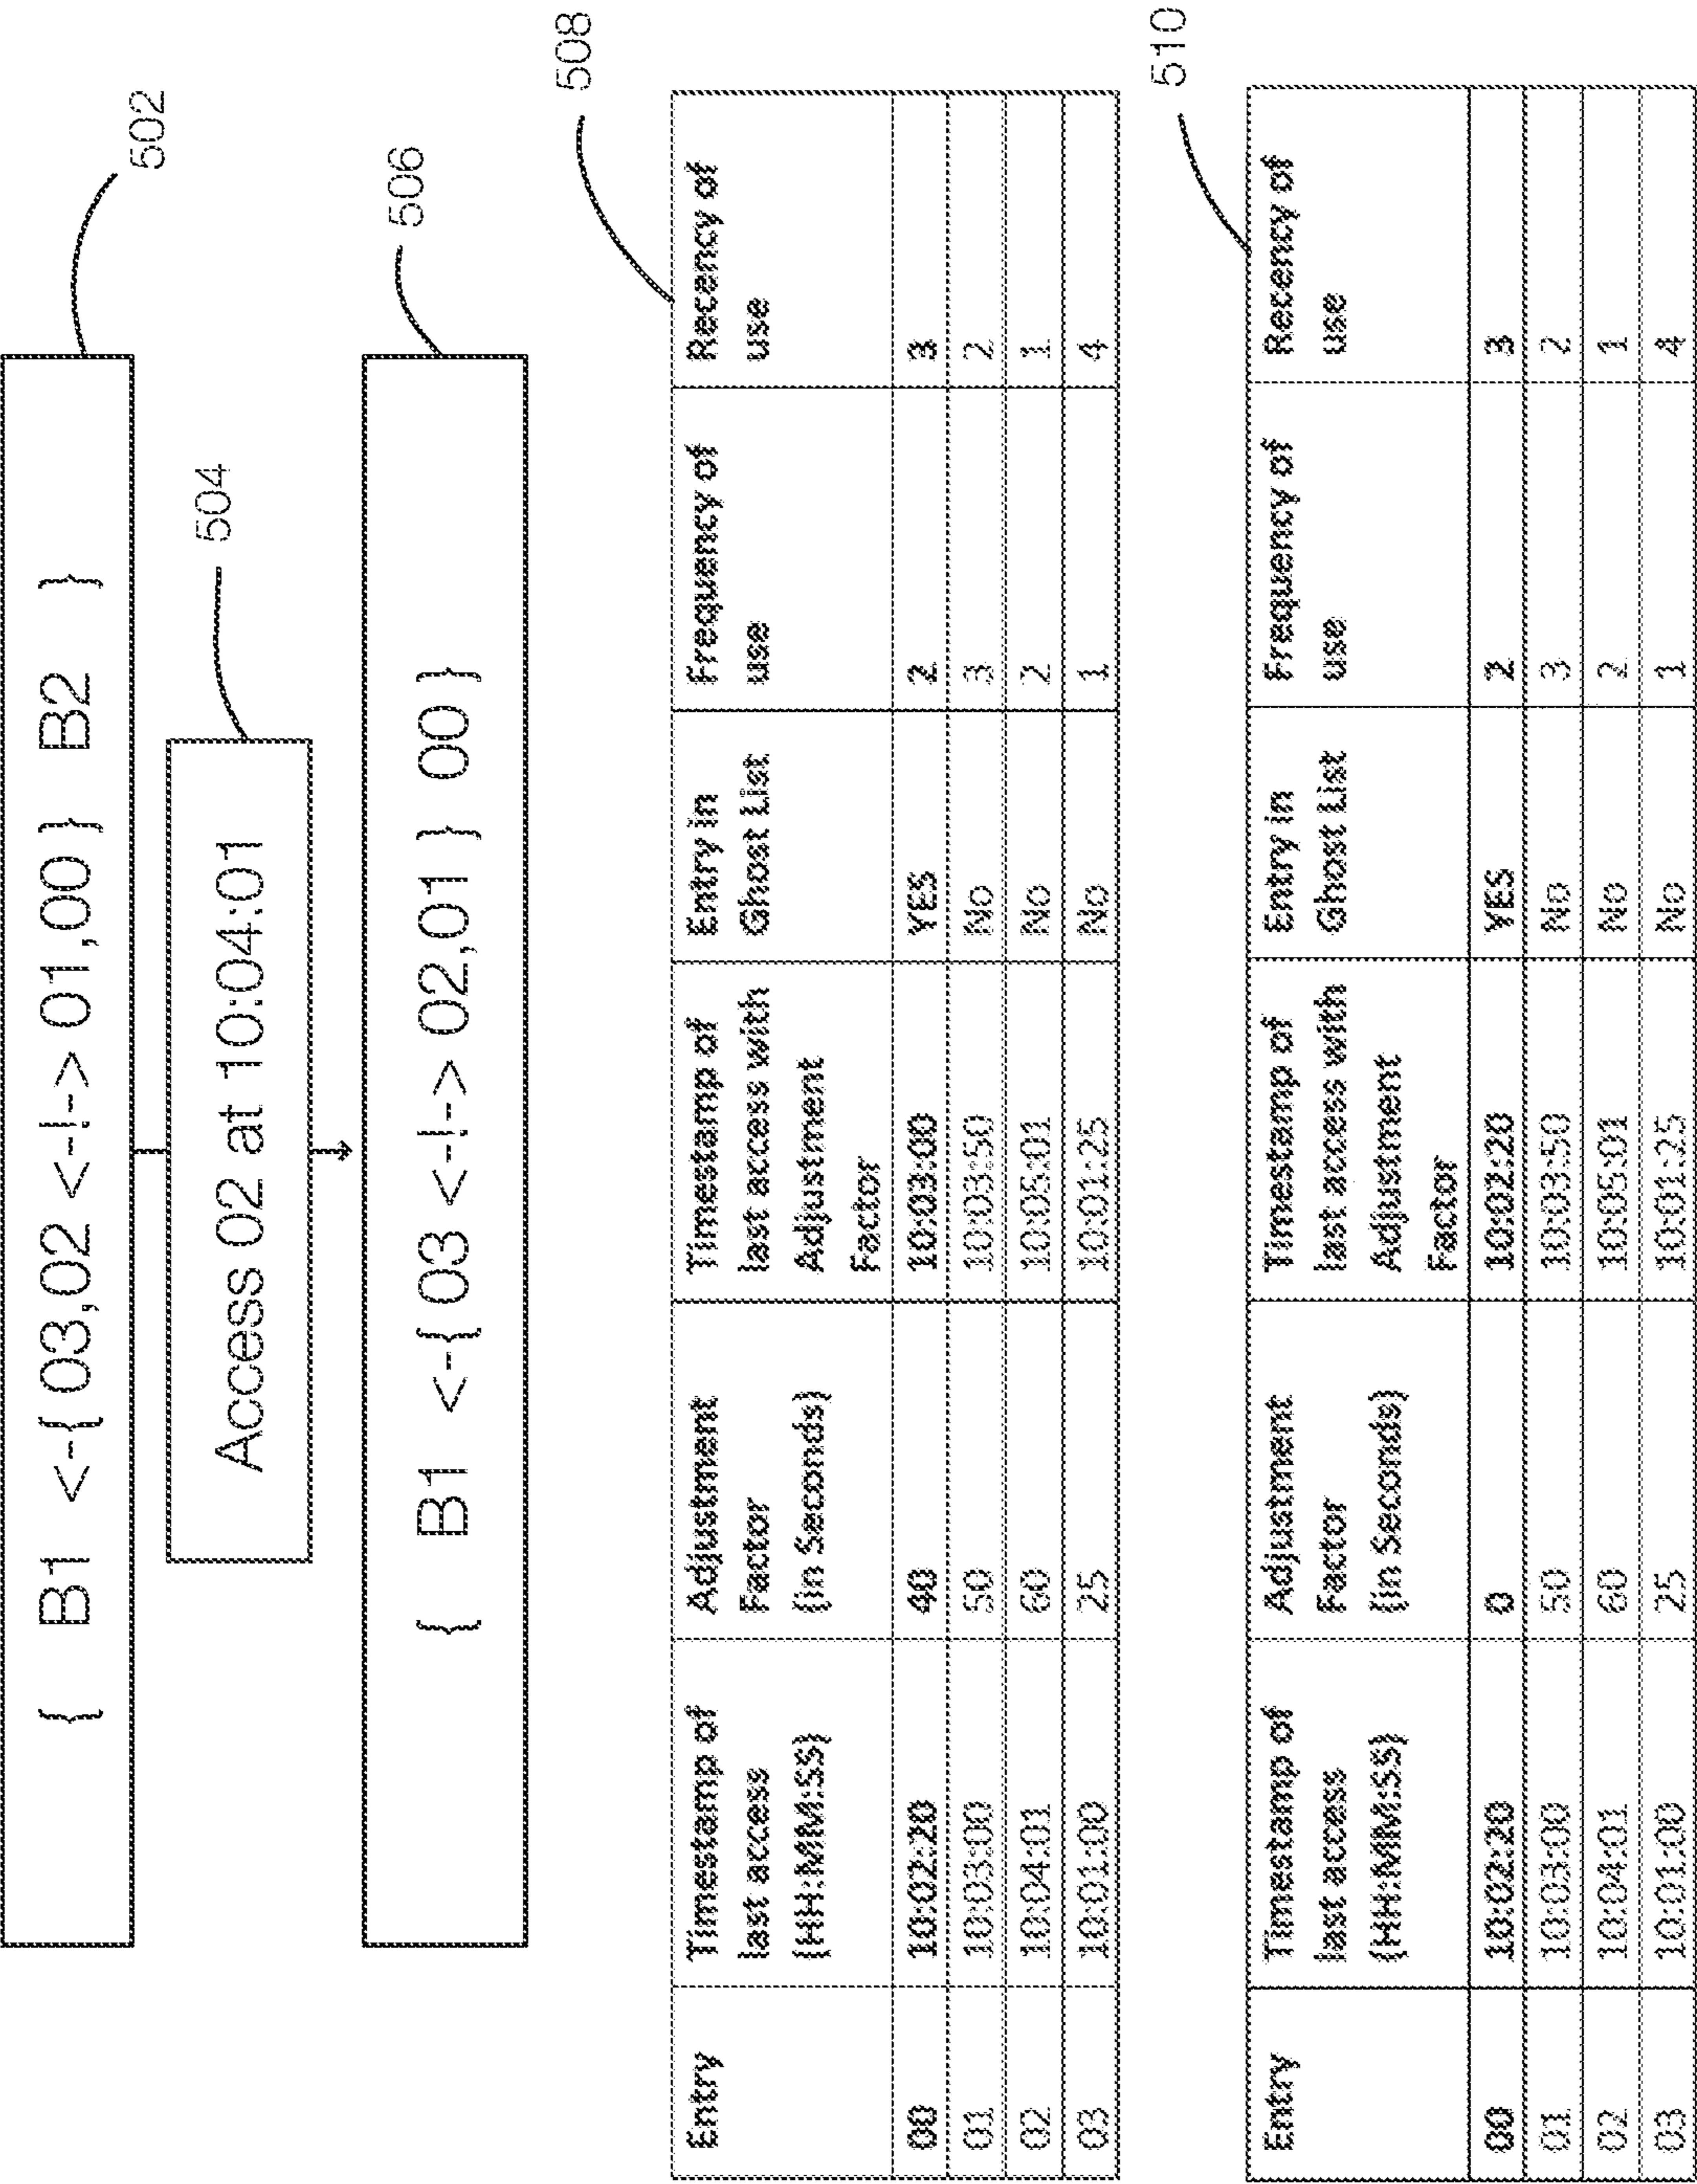 { B1 <-{ 03,02 <-!-> 01,00 } B2 }
502
Access 02 at 10:04:01
504
{ B1 <-{ 03 <-!-> 02,01 } 00 }
506
508
Entry | Timestamp of last access (HH:MM:SS) | Adjustment Factor (in Seconds) | Timestamp of last access with Adjustment Factor | Entry in Ghost List | Frequency of use | Recency of use
00 | 10:02:20 | 40 | 10:03:00 | YES | 2 | 3
01 | 10:03:00 | 50 | 10:03:50 | No | 3 | 2
02 | 10:04:01 | 60 | 10:05:01 | No | 2 | 1
03 | 10:01:00 | 25 | 10:01:25 | No | 1 | 4
510
Entry | Timestamp of last access (HH:MM:SS) | Adjustment Factor (in Seconds) | Timestamp of last access with Adjustment Factor | Entry in Ghost List | Frequency of use | Recency of use
00 | 10:02:20 | 0 | 10:02:20 | YES | 2 | 3
01 | 10:03:00 | 50 | 10:03:50 | No | 3 | 2
02 | 10:04:01 | 60 | 10:05:01 | No | 2 | 1
03 | 10:01:00 | 25 | 10:01:25 | No | 1 | 4